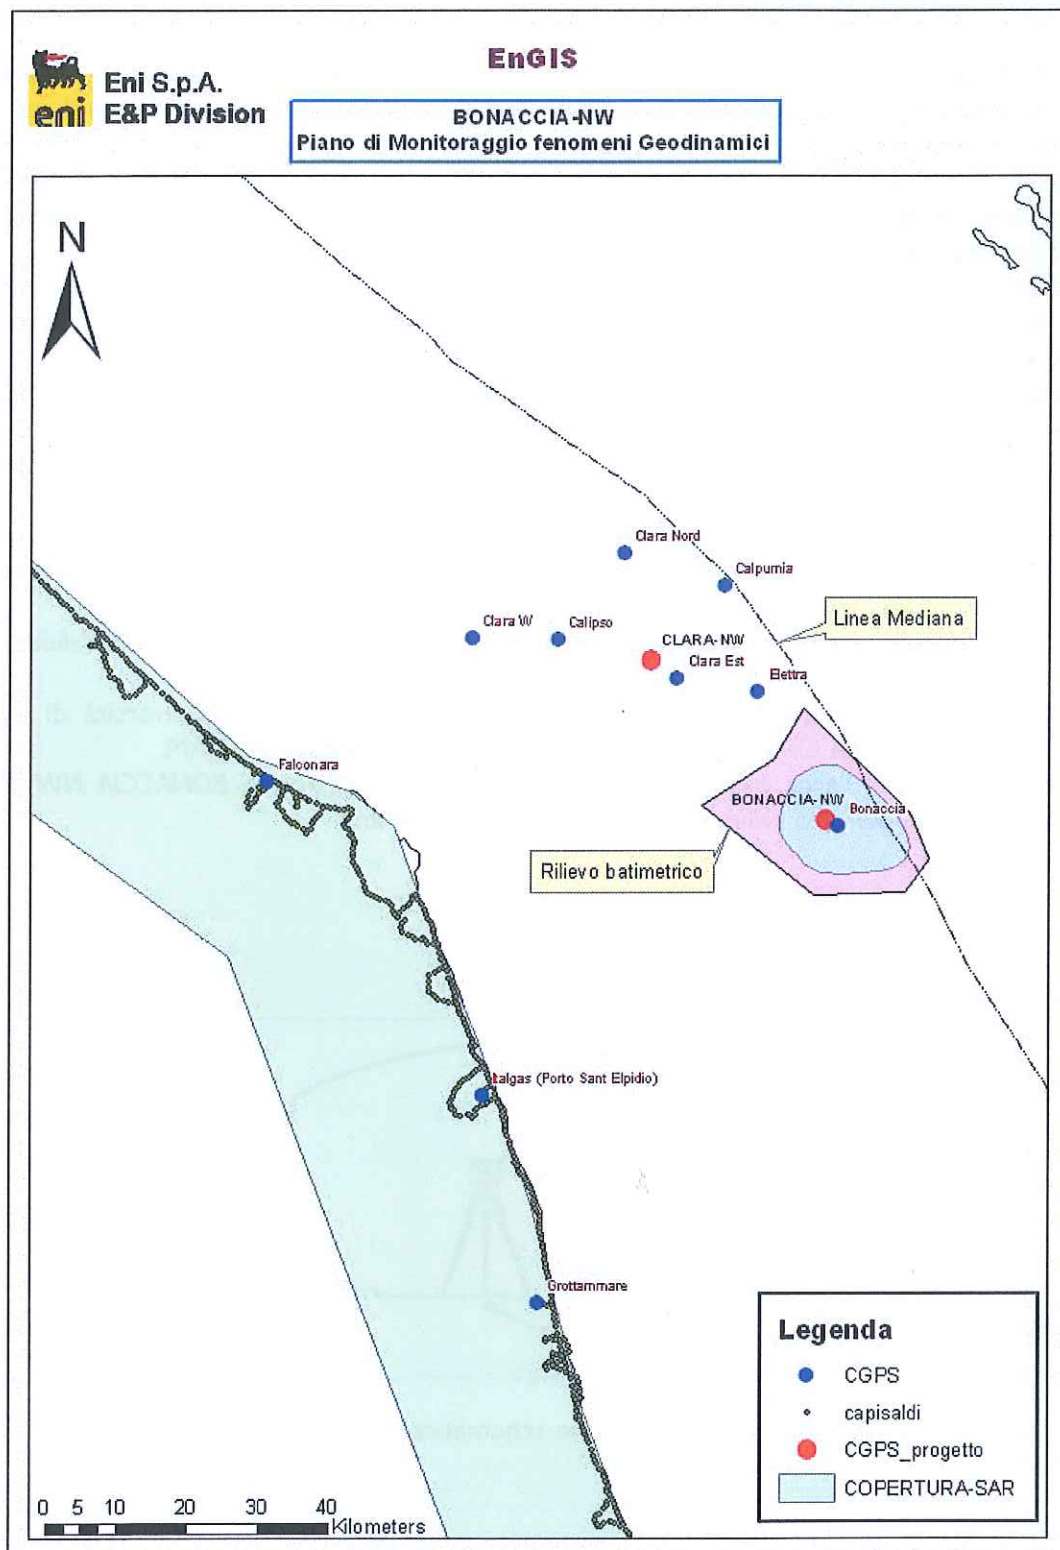 EnGIS
eni
Eni S.p.A.
E&P Division
BONACCIA-NW
Piano di Monitoraggio fenomeni Geodinamici
N
Clara Nord
Calpurnia
Clara W
Calipso
CLARA-NW
Clara Est
Elettra
Linea Mediana
Falconara
BONACCIA-NW
Bonaccia
Rilievo batimetrico
Italgas (Porto Sant Elpidio)
Grottammare
Legenda
CGPS
capisaldi
CGPS_progetto
COPERTURA-SAR
0 5 10 20 30 40
Kilometers